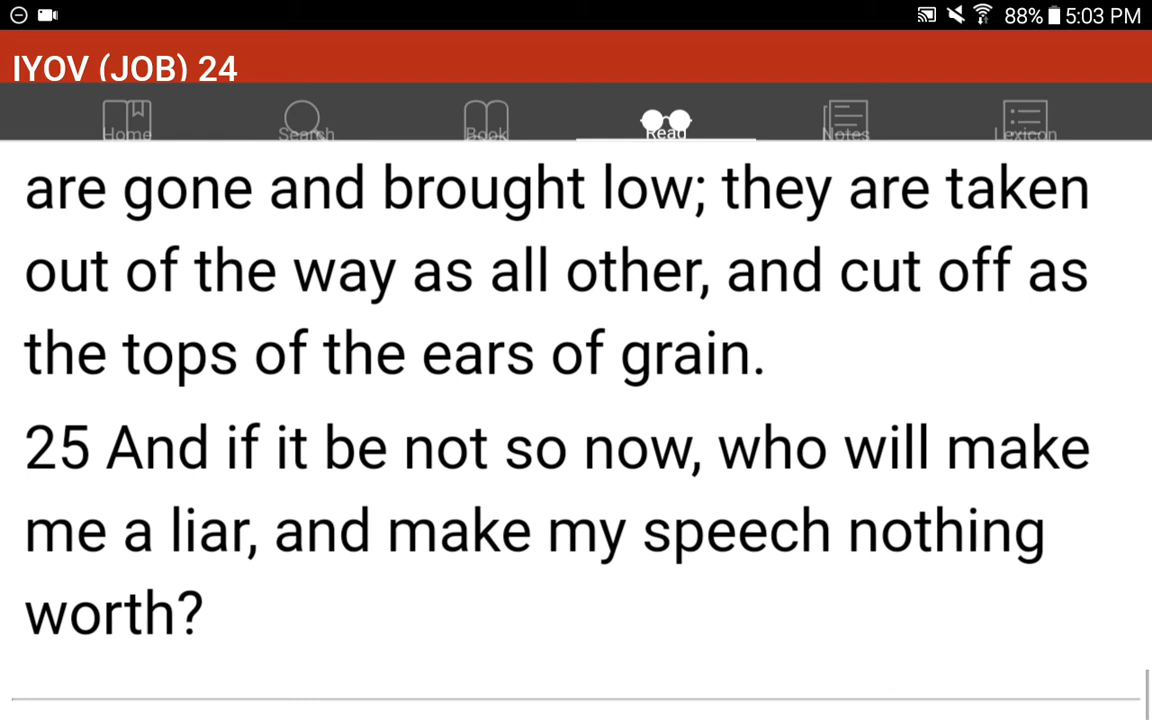 88% 5:03 PM
IYOV (JOB) 24
Home Search Book Read Notes Lexicon
are gone and brought low; they are taken
out of the way as all other, and cut off as
the tops of the ears of grain.
25 And if it be not so now, who will make
me a liar, and make my speech nothing
worth?